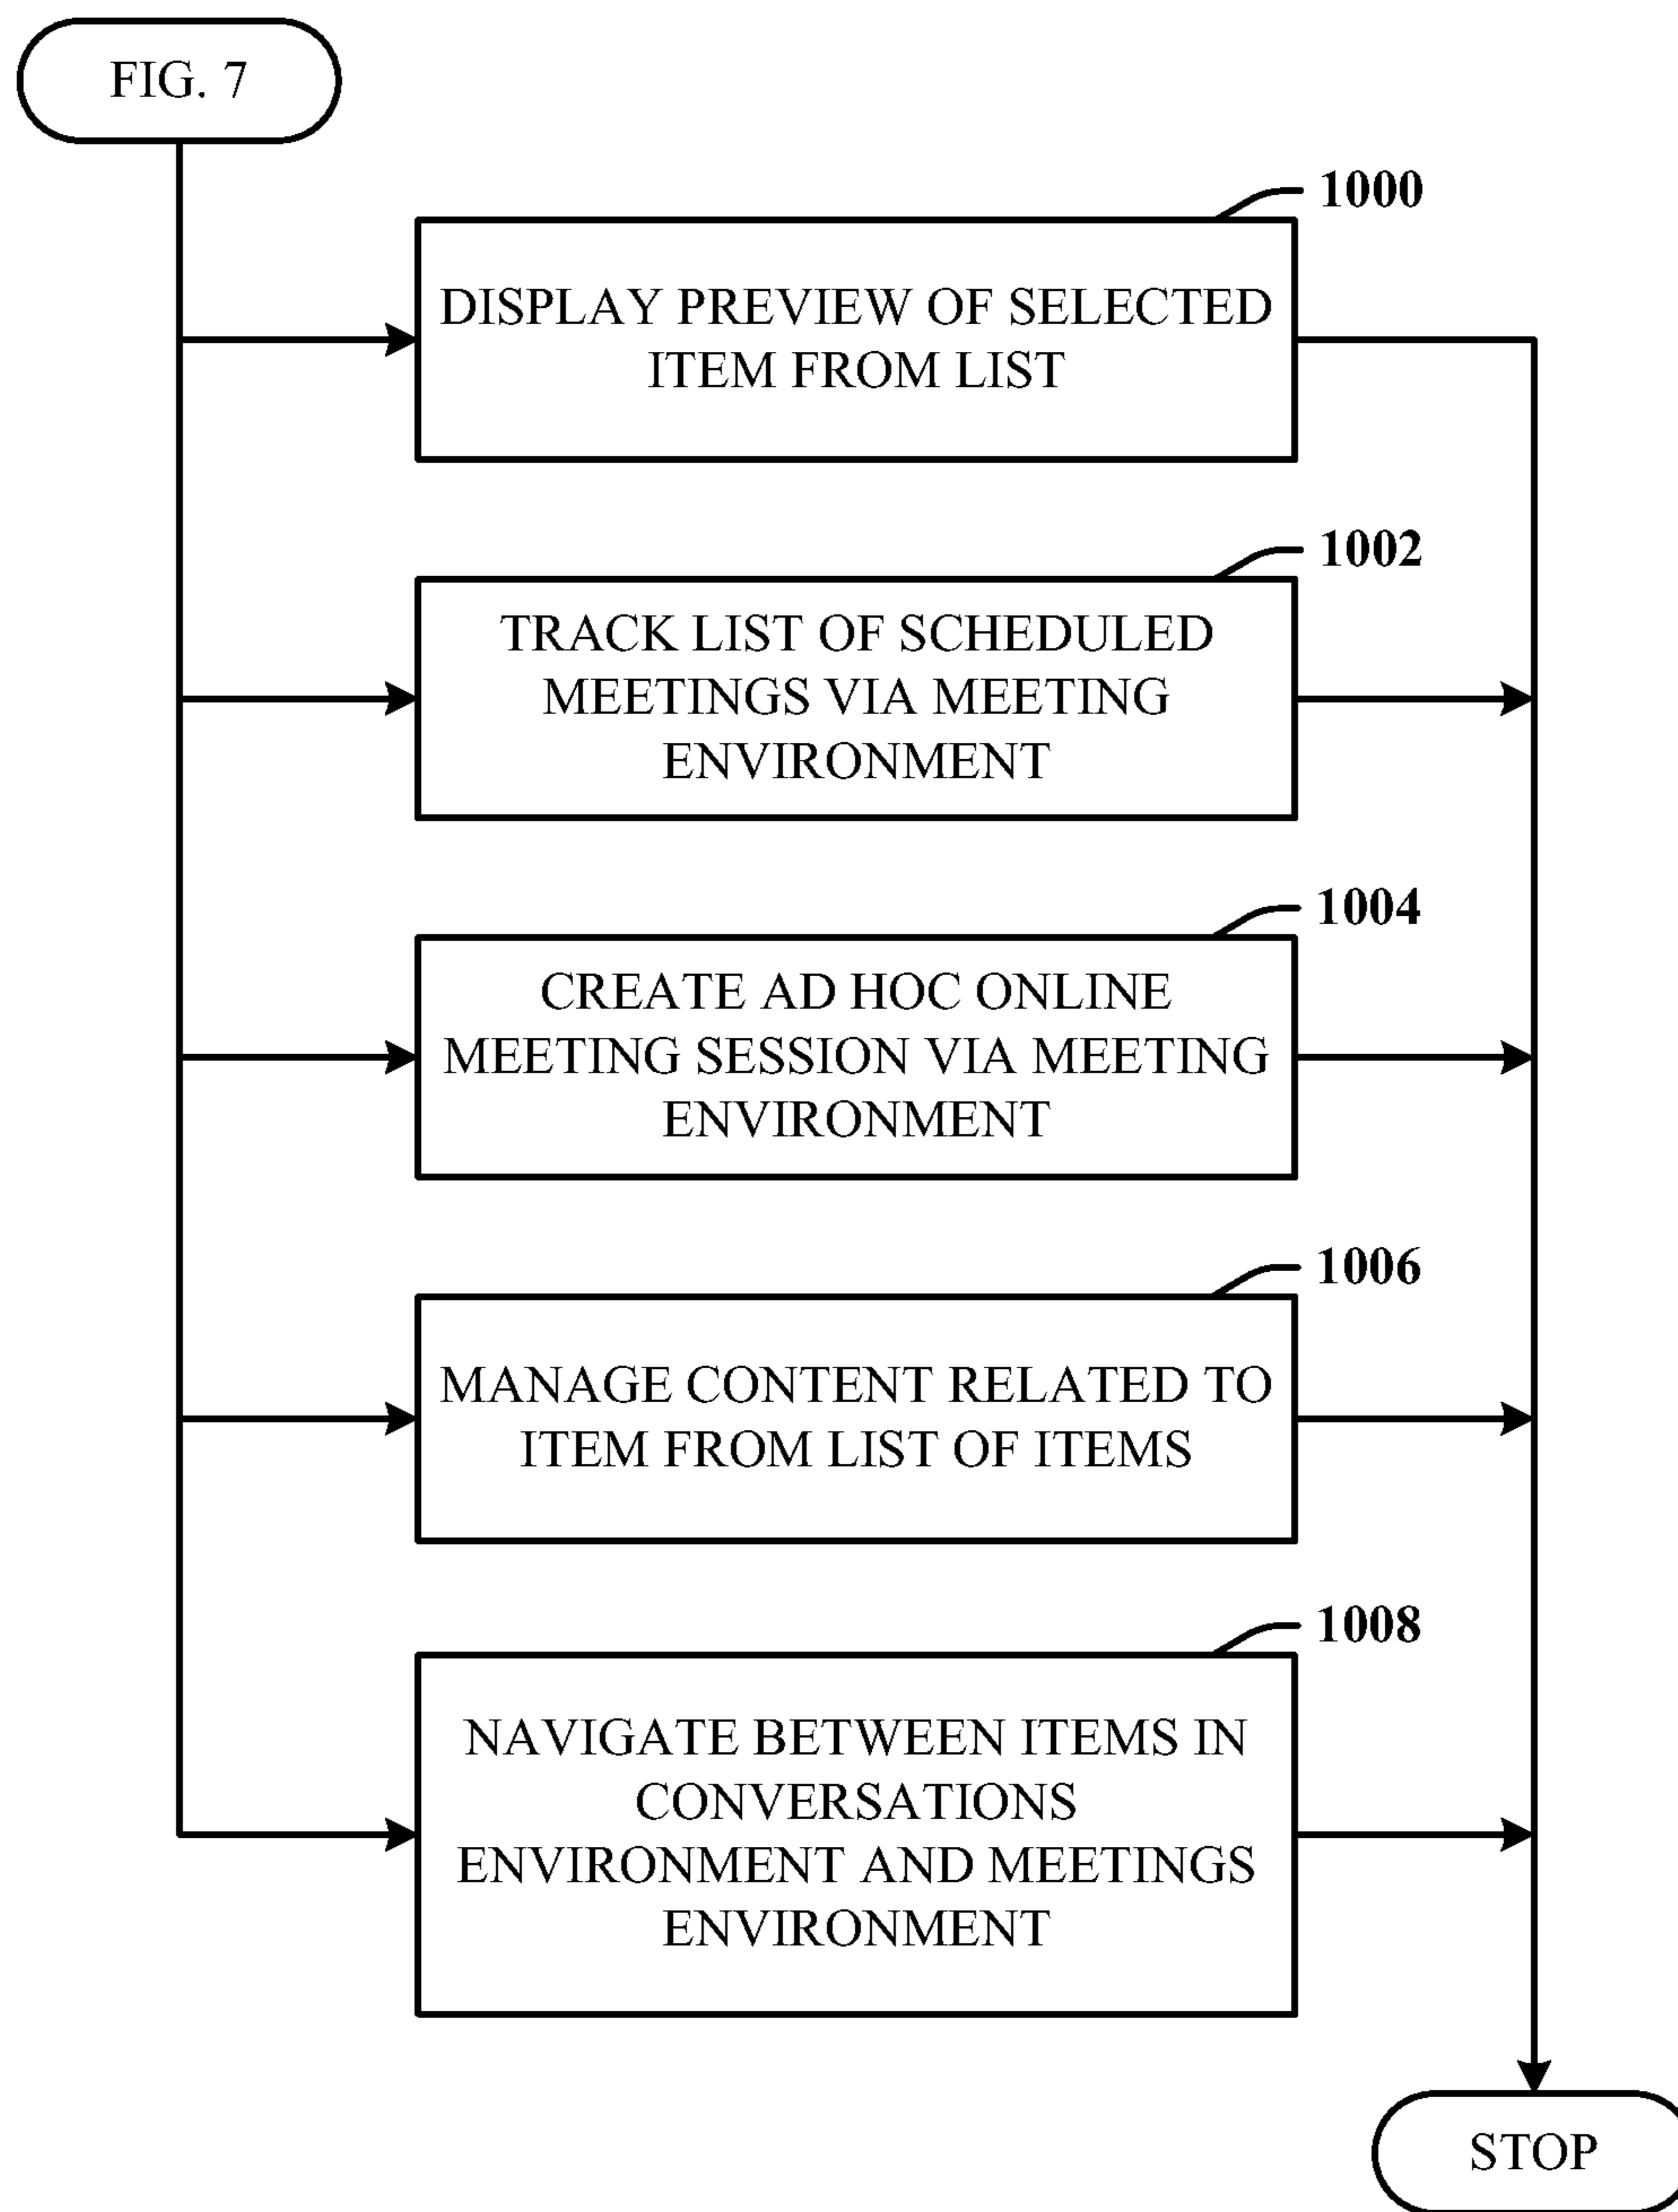 FIG. 7
1000
DISPLAY PREVIEW OF SELECTED
ITEM FROM LIST
1002
TRACK LIST OF SCHEDULED
MEETINGS VIA MEETING
ENVIRONMENT
1004
CREATE AD HOC ONLINE
MEETING SESSION VIA MEETING
ENVIRONMENT
1006
MANAGE CONTENT RELATED TO
ITEM FROM LIST OF ITEMS
1008
NAVIGATE BETWEEN ITEMS IN
CONVERSATIONS
ENVIRONMENT AND MEETINGS
ENVIRONMENT
STOP